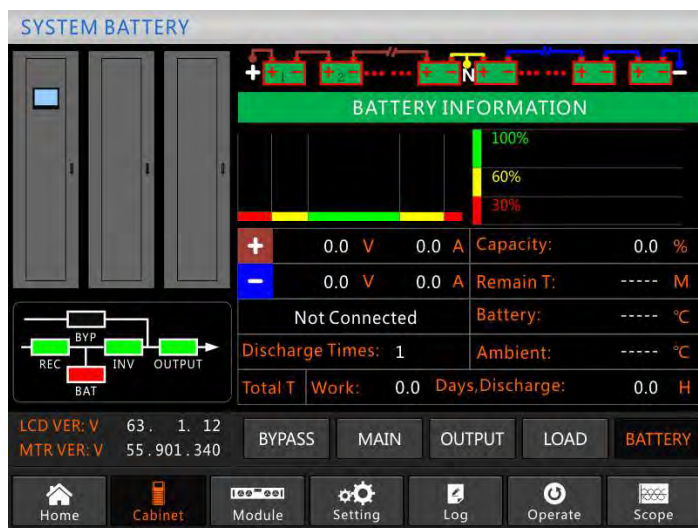 SYSTEM BATTERY
+ + 1 - + 2 - + - N + - + - + - -
BATTERY INFORMATION
100%
60%
30%
+ 0.0 V 0.0 A Capacity: 0.0 %
- 0.0 V 0.0 A Remain T: ----- M
Not Connected Battery: ----- °C
Discharge Times: 1 Ambient: ----- °C
Total T Work: 0.0 Days,Discharge: 0.0 H
BYP
REC INV OUTPUT
BAT
LCD VER: V 63. 1. 12
MTR VER: V 55.901.340
BYPASS MAIN OUTPUT LOAD BATTERY
Home Cabinet Module Setting Log Operate Scope